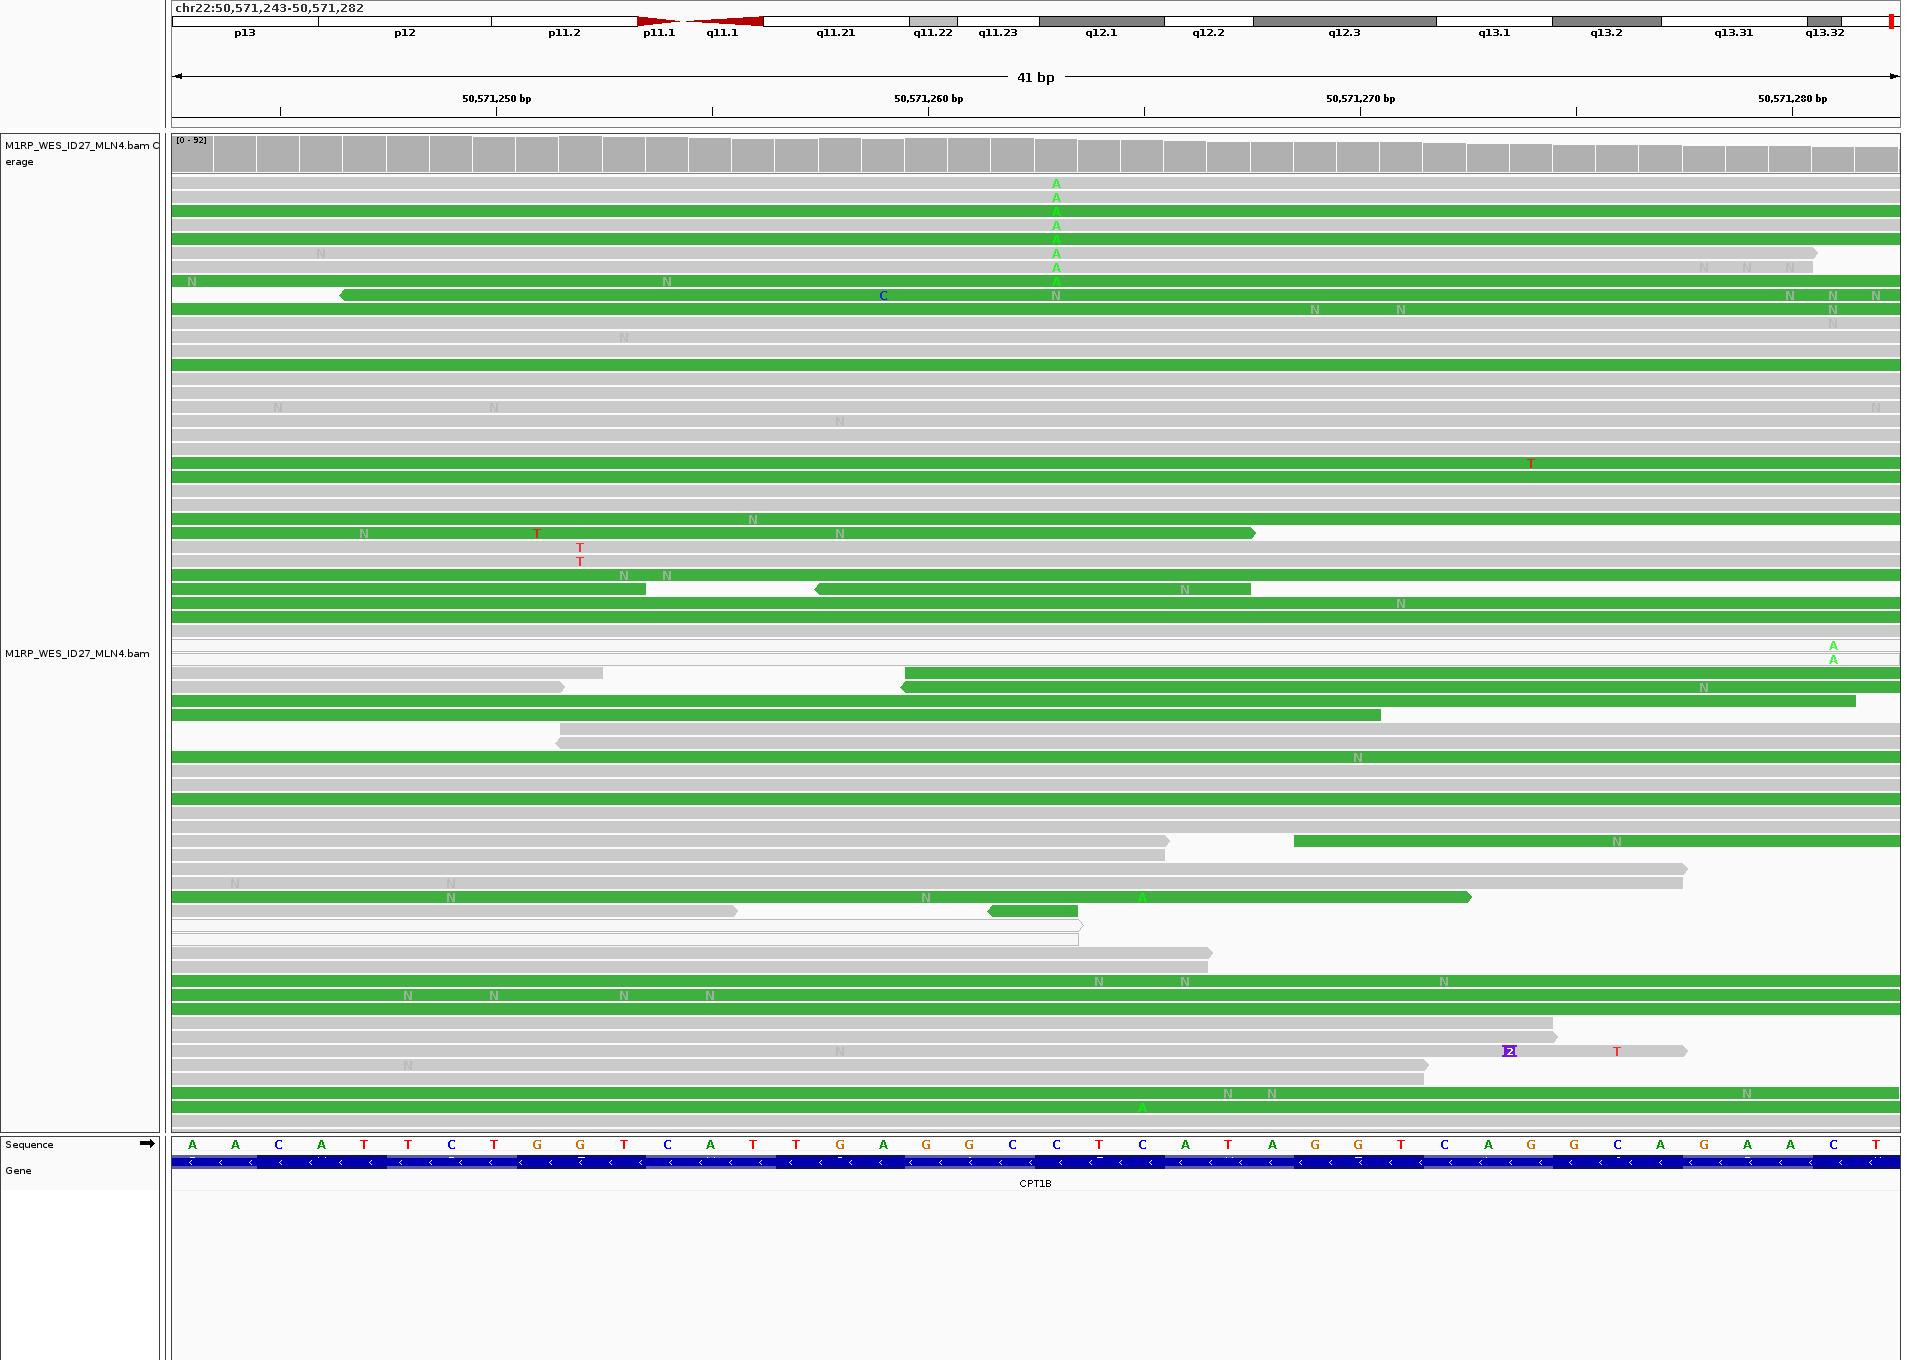 chr22:50,571,243-50,571,282
p13 p12 p11.2 p11.1 q11.1 q11.21 q11.22 q11.23 q12.1 q12.2 q12.3 q13.1 q13.2 q13.31 q13.32
41 bp
50,571,250 bp 50,571,260 bp 50,571,270 bp 50,571,280 bp
M1RP_WES_ID27_MLN4.bam C
erage
[0 - 92]
A
A
A
A
A
N A
A N N N
N N A
C N N N N
N N N
N
N
N N N
N
T
N
N T N
T
T
N N
N
N
M1RP_WES_ID27_MLN4.bam
A
A
N
N
N
N N
N N A
N N N
N N N N
N 2 T
N
N N N
A
Sequence A A C A T T C T G G T C A T T G A G G C C T C A T A G G T C A G G C A G A A C T
Gene
CPT1B